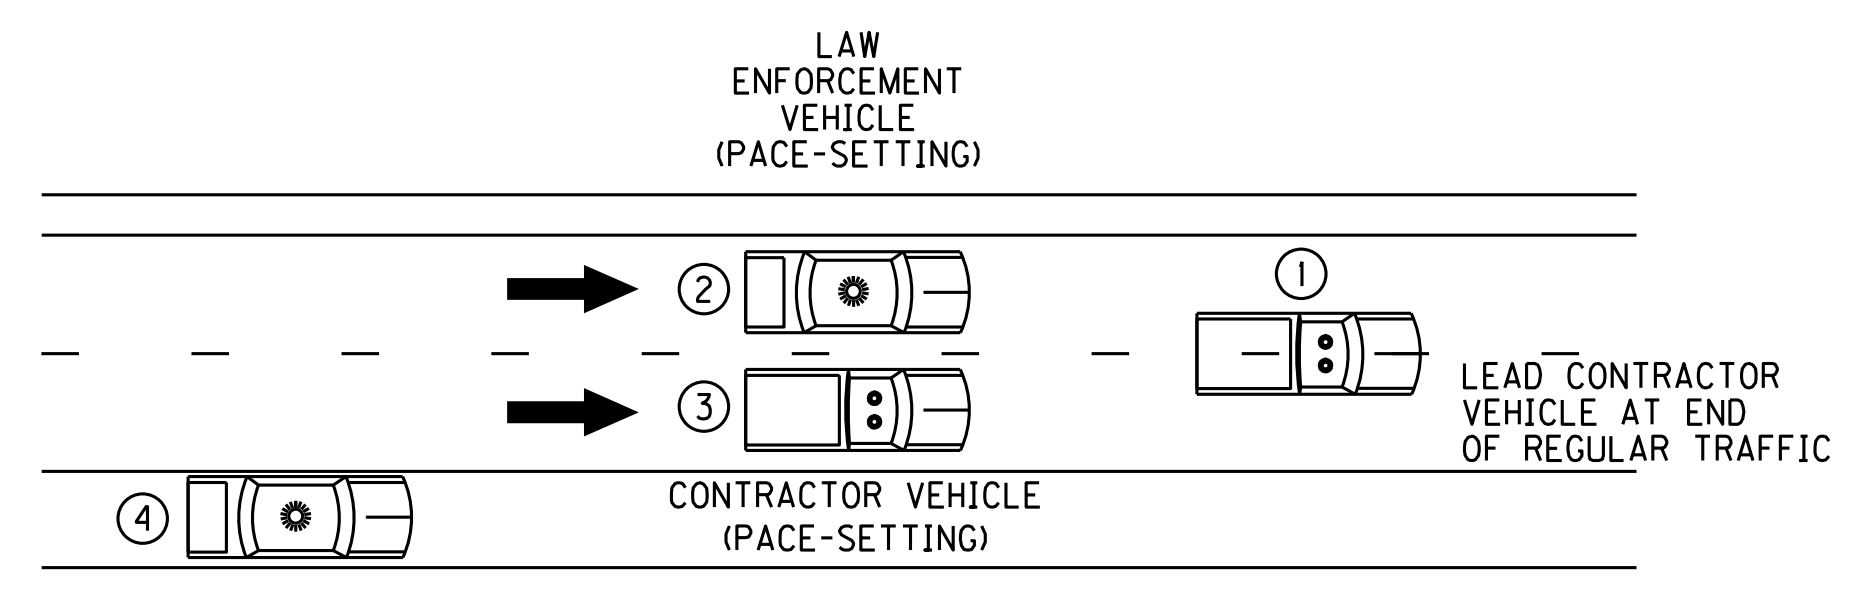 LAW
ENFORCEMENT
VEHICLE
(PACE-SETTING)
1
2
3
LEAD CONTRACTOR
VEHICLE AT END
OF REGULAR TRAFFIC
4
CONTRACTOR VEHICLE
(PACE-SETTING)